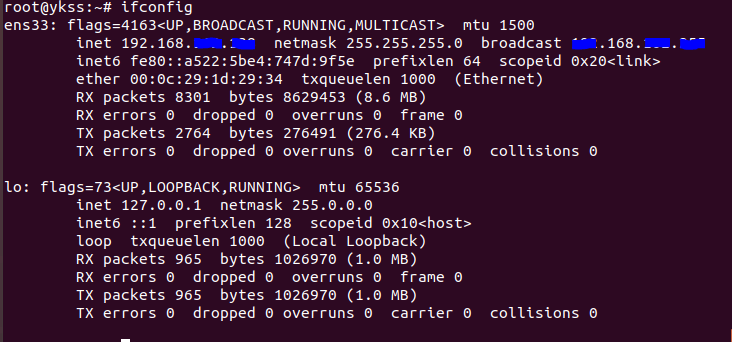 root@ykss:~# ifconfig
ens33: flags=4163<UP,BROADCAST,RUNNING,MULTICAST>  mtu 1500
inet 192.168. netmask 255.255.255.0  broadcast .168.
inet6 fe80::a522:5be4:747d:9f5e  prefixlen 64  scopeid 0x20<link>
ether 00:0c:29:1d:29:34  txqueuelen 1000  (Ethernet)
RX packets 8301  bytes 8629453 (8.6 MB)
RX errors 0  dropped 0  overruns 0  frame 0
TX packets 2764  bytes 276491 (276.4 KB)
TX errors 0  dropped 0 overruns 0  carrier 0  collisions 0
lo: flags=73<UP,LOOPBACK,RUNNING>  mtu 65536
inet 127.0.0.1  netmask 255.0.0.0
inet6 ::1  prefixlen 128  scopeid 0x10<host>
loop  txqueuelen 1000  (Local Loopback)
RX packets 965  bytes 1026970 (1.0 MB)
RX errors 0  dropped 0  overruns 0  frame 0
TX packets 965  bytes 1026970 (1.0 MB)
TX errors 0  dropped 0 overruns 0  carrier 0  collisions 0